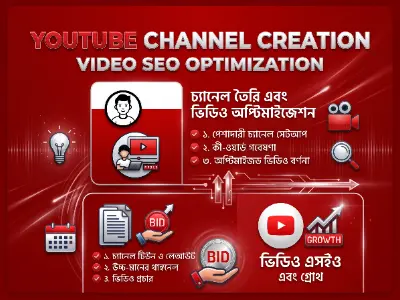 YOUTUBE CHANNEL CREATION
VIDEO SEO OPTIMIZATION
চ্যানেল তৈরি এবং
ভিডিও অপ্টিমাইজেশন
১. পেশাদারী চ্যানেল সেটআপ
২. কী-ওয়ার্ড গবেষণা
৩. অপ্টিমাইজড ভিডিও বর্ণনা
BID
১. চ্যানেল টিউন ও লেআউট
২. উচ্চ-মানের থাম্বনেল
৩. ভিডিও প্রচার
BID
GROWTH
ভিডিও এসইও
এবং গ্রোথ